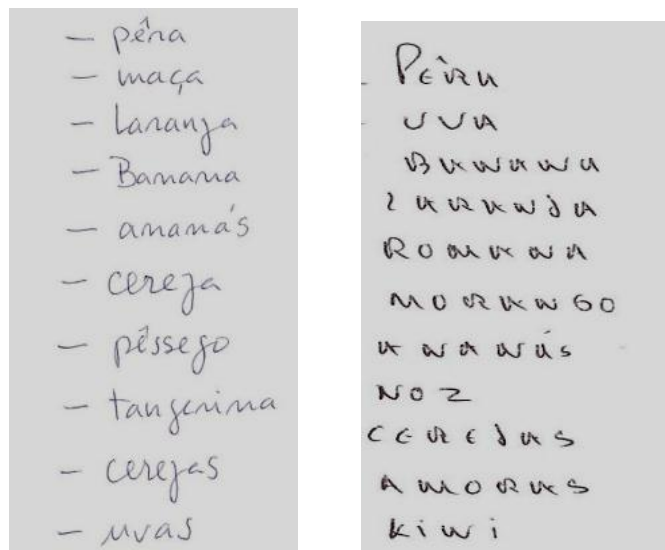 - pêra
- maça
- Laranja
- Banana
- ananás
- cereja
- pêssego
- tangerina
- cerejas
- uvas
- PÊRA
- UVA
BANANA
LARANJA
ROMANA
MORANGO
ANANÁS
NOZ
CEREJAS
AMORAS
Kiwi